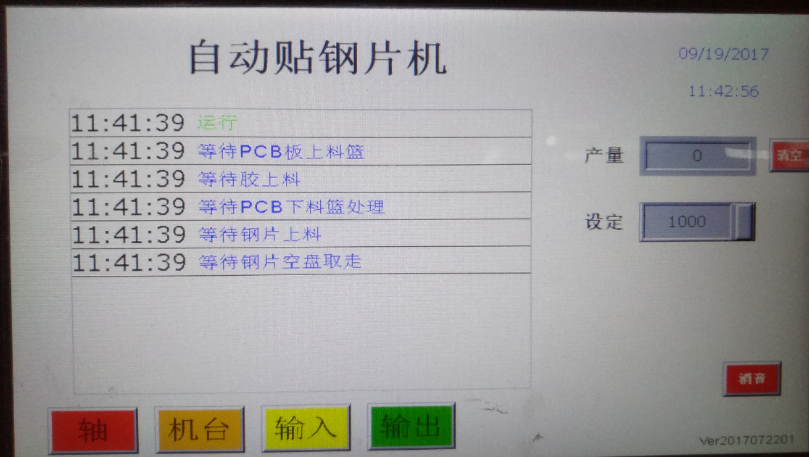 自动贴钢片机
09/19/2017
11:42:56
11:41:39 运行
11:41:39 等待PCB板上料篮
11:41:39 等待胶上料
11:41:39 等待PCB下料篮处理
11:41:39 等待钢片上料
11:41:39 等待钢片空盘取走
产量 0 清空
设定 1000
消音
轴 机台 输入 输出
Ver2017072201